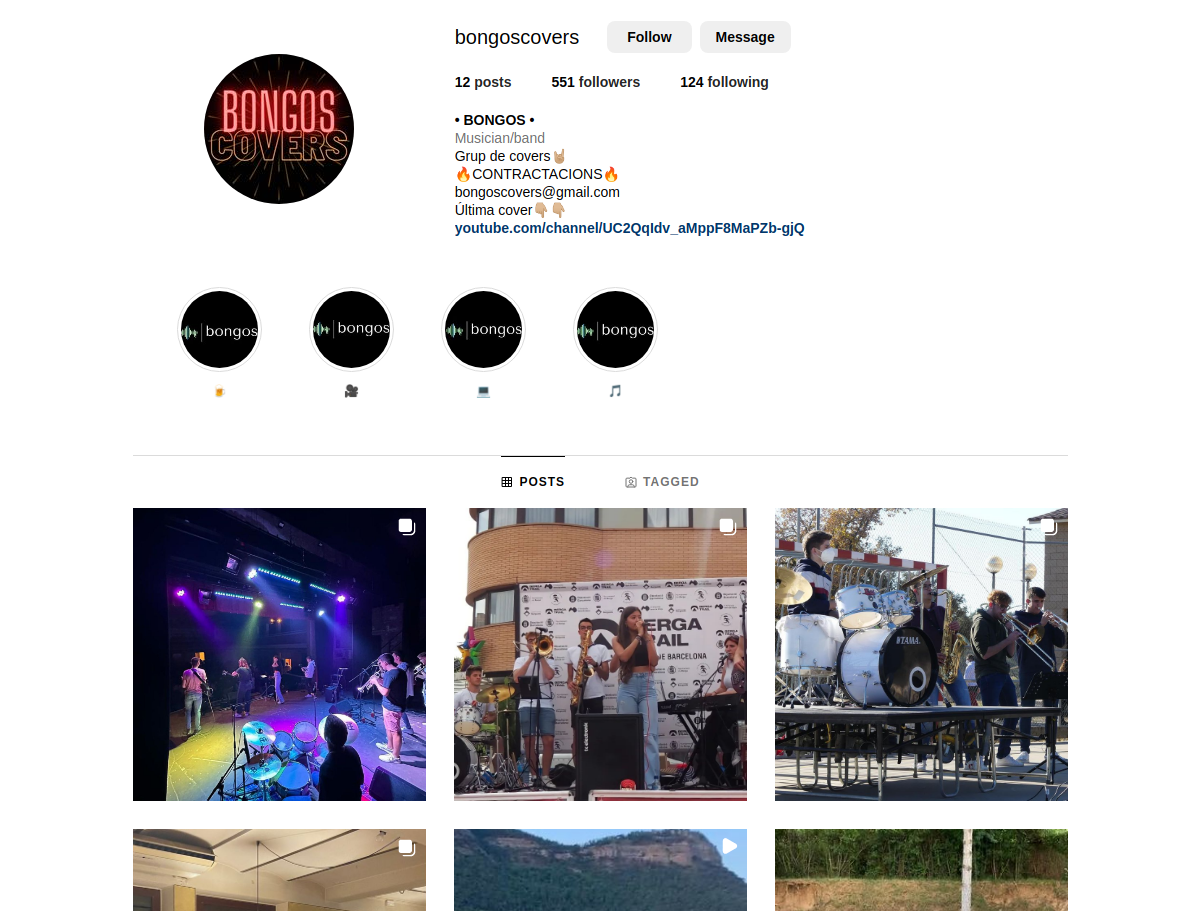 bongoscovers
Follow
Message
12 posts
551 followers
124 following
BONGOS
COVERS
• BONGOS •
Musician/band
Grup de covers🤘🏼
🔥CONTRACTACIONS🔥
bongoscovers@gmail.com
Última cover👇🏼👇🏼
youtube.com/channel/UC2QqIdv_aMppF8MaPZb-gjQ
bongos
bongos
bongos
bongos
POSTS
TAGGED
ERGA
RAIL
DE BARCELONA
TAMA